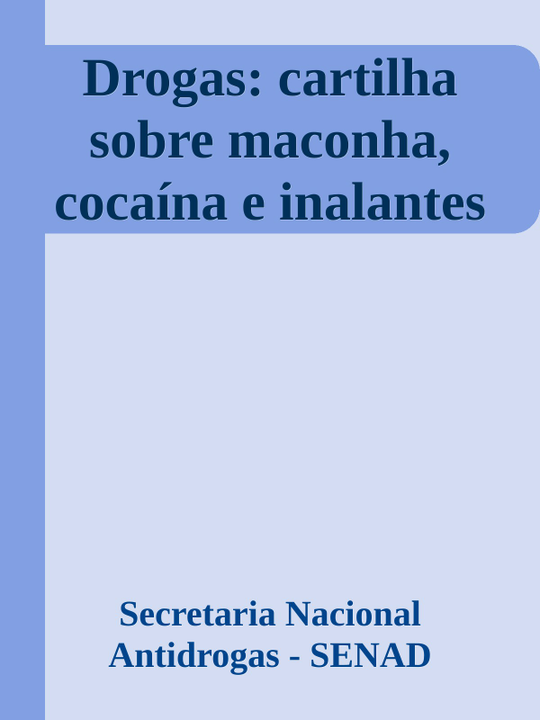 Drogas: cartilha
sobre maconha,
cocaína e inalantes
Secretaria Nacional
Antidrogas - SENAD